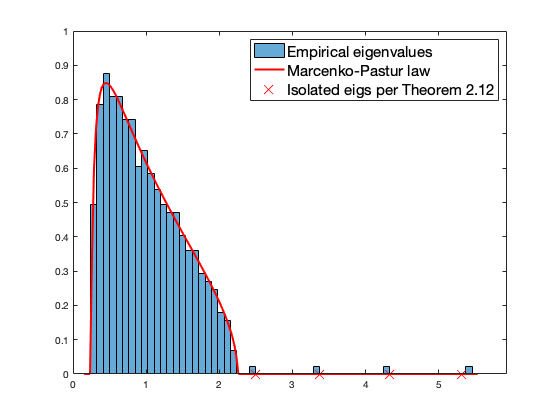 1
0.9
0.8
0.7
0.6
0.5
0.4
0.3
0.2
0.1
0
Empirical eigenvalues
Marcenko-Pastur law
Isolated eigs per Theorem 2.12
0 1 2 3 4 5